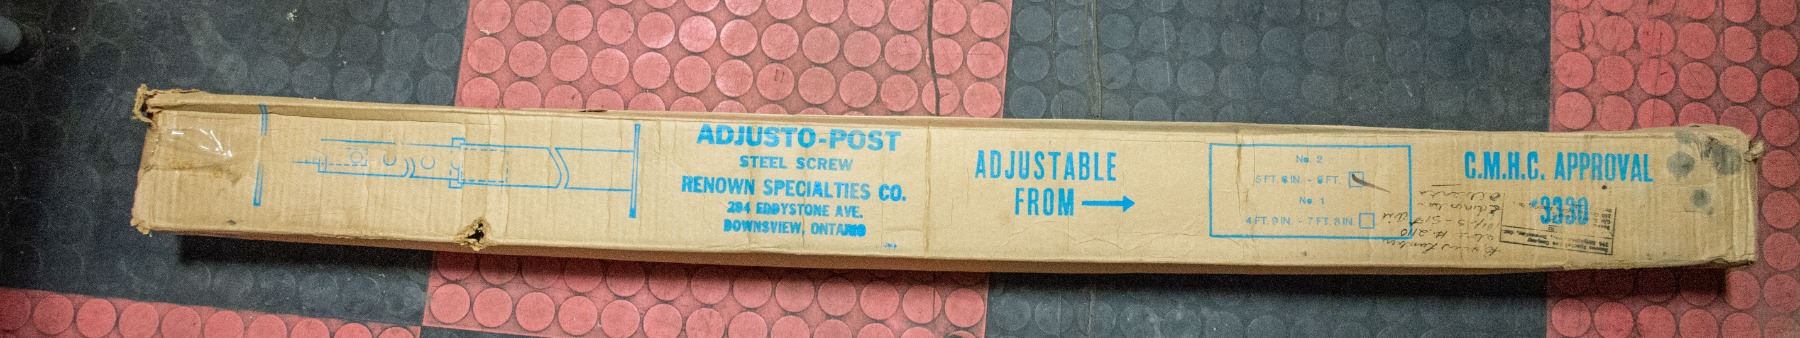 ADJUSTO-POST
STEEL SCREW
RENOWN SPECIALTIES CO.
294 EDDYSTONE AVE.
DOWNSVIEW, ONTARIO
ADJUSTABLE
FROM
No. 2
5 FT. 8 IN. - 9 FT.
No. 1
4 FT. 9 IN. - 7 FT. 8 IN.
C.M.H.C. APPROVAL
3330